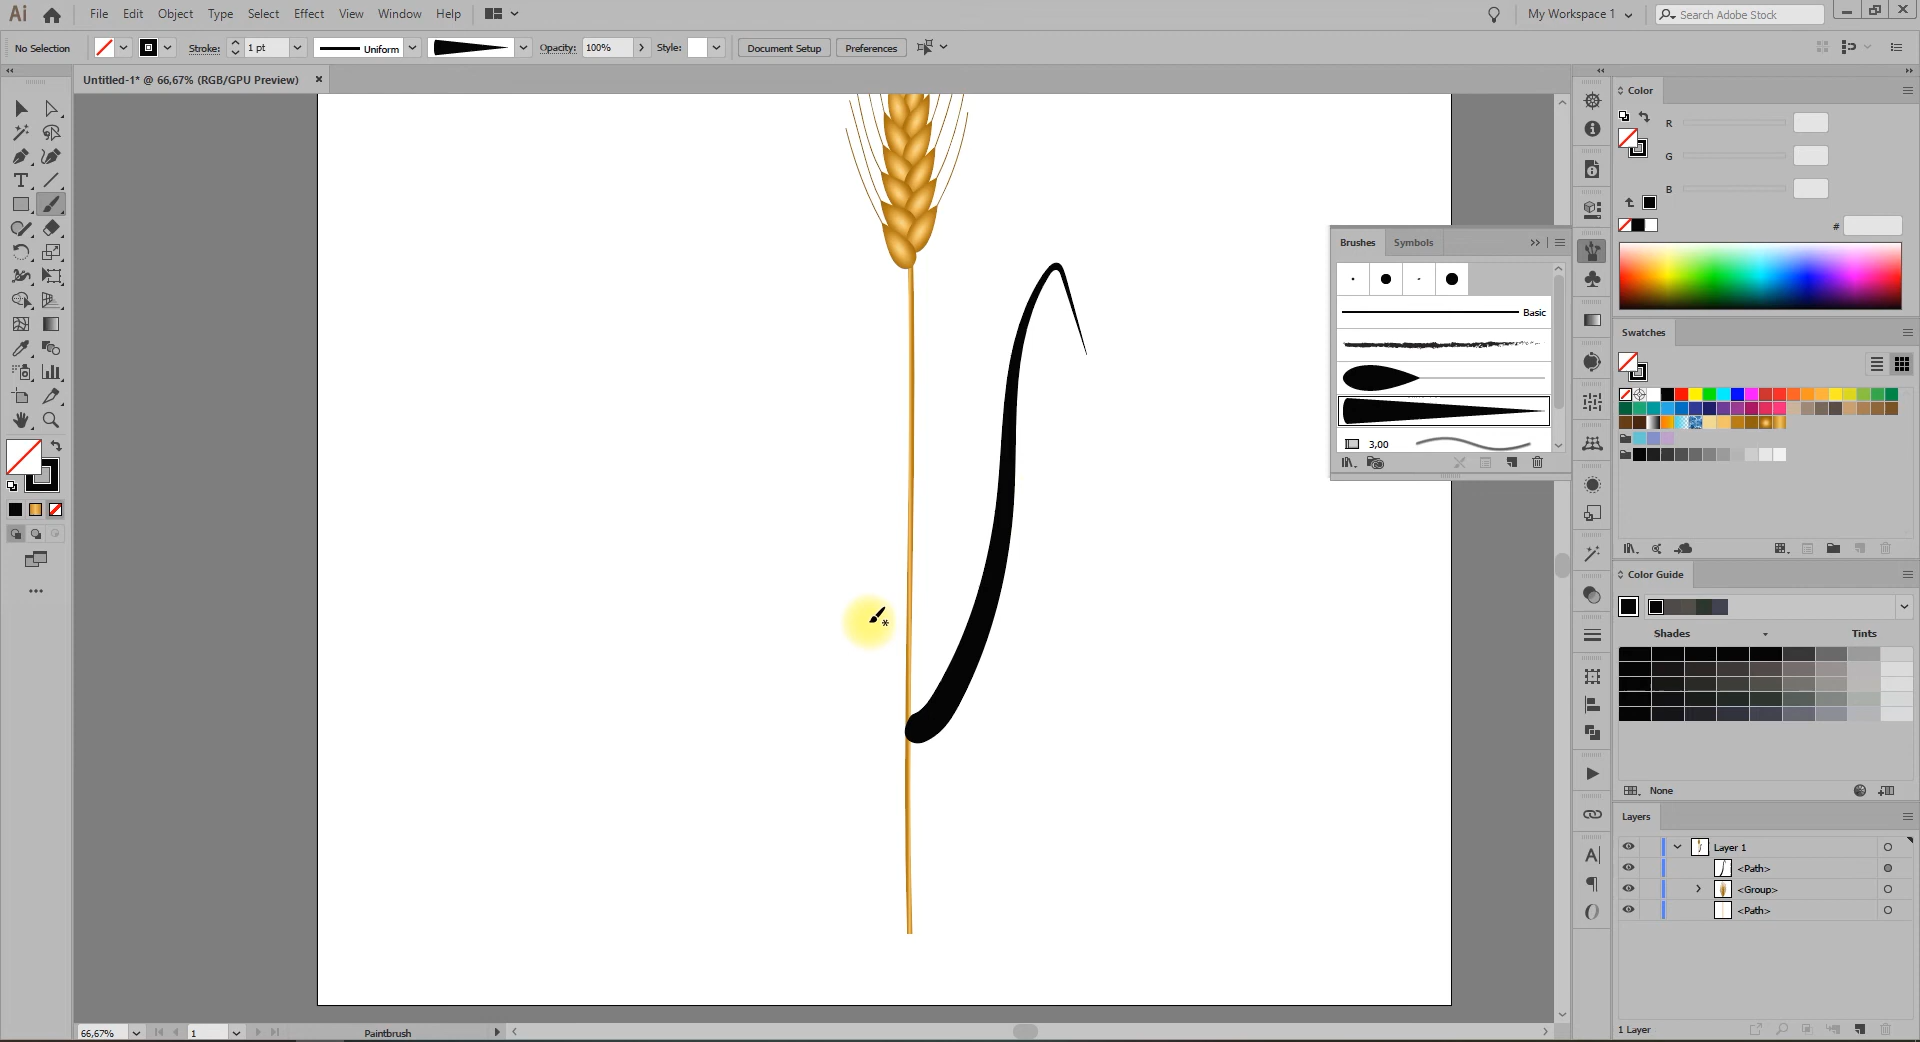 Ai File Edit Object Type Select Effect View Window Help My Workspace 1 Search Adobe Stock
No Selection Stroke: 1 pt Uniform Opacity: 100% Style: Document Setup Preferences
Untitled-1* @ 66,67% (RGB/GPU Preview)
Color
R
G
B
#
Brushes Symbols
Basic
3,00
Swatches
Color Guide
Shades Tints
None
Layers
Layer 1
<Path>
<Group>
<Path>
1 Layer
66,67% 1 Paintbrush